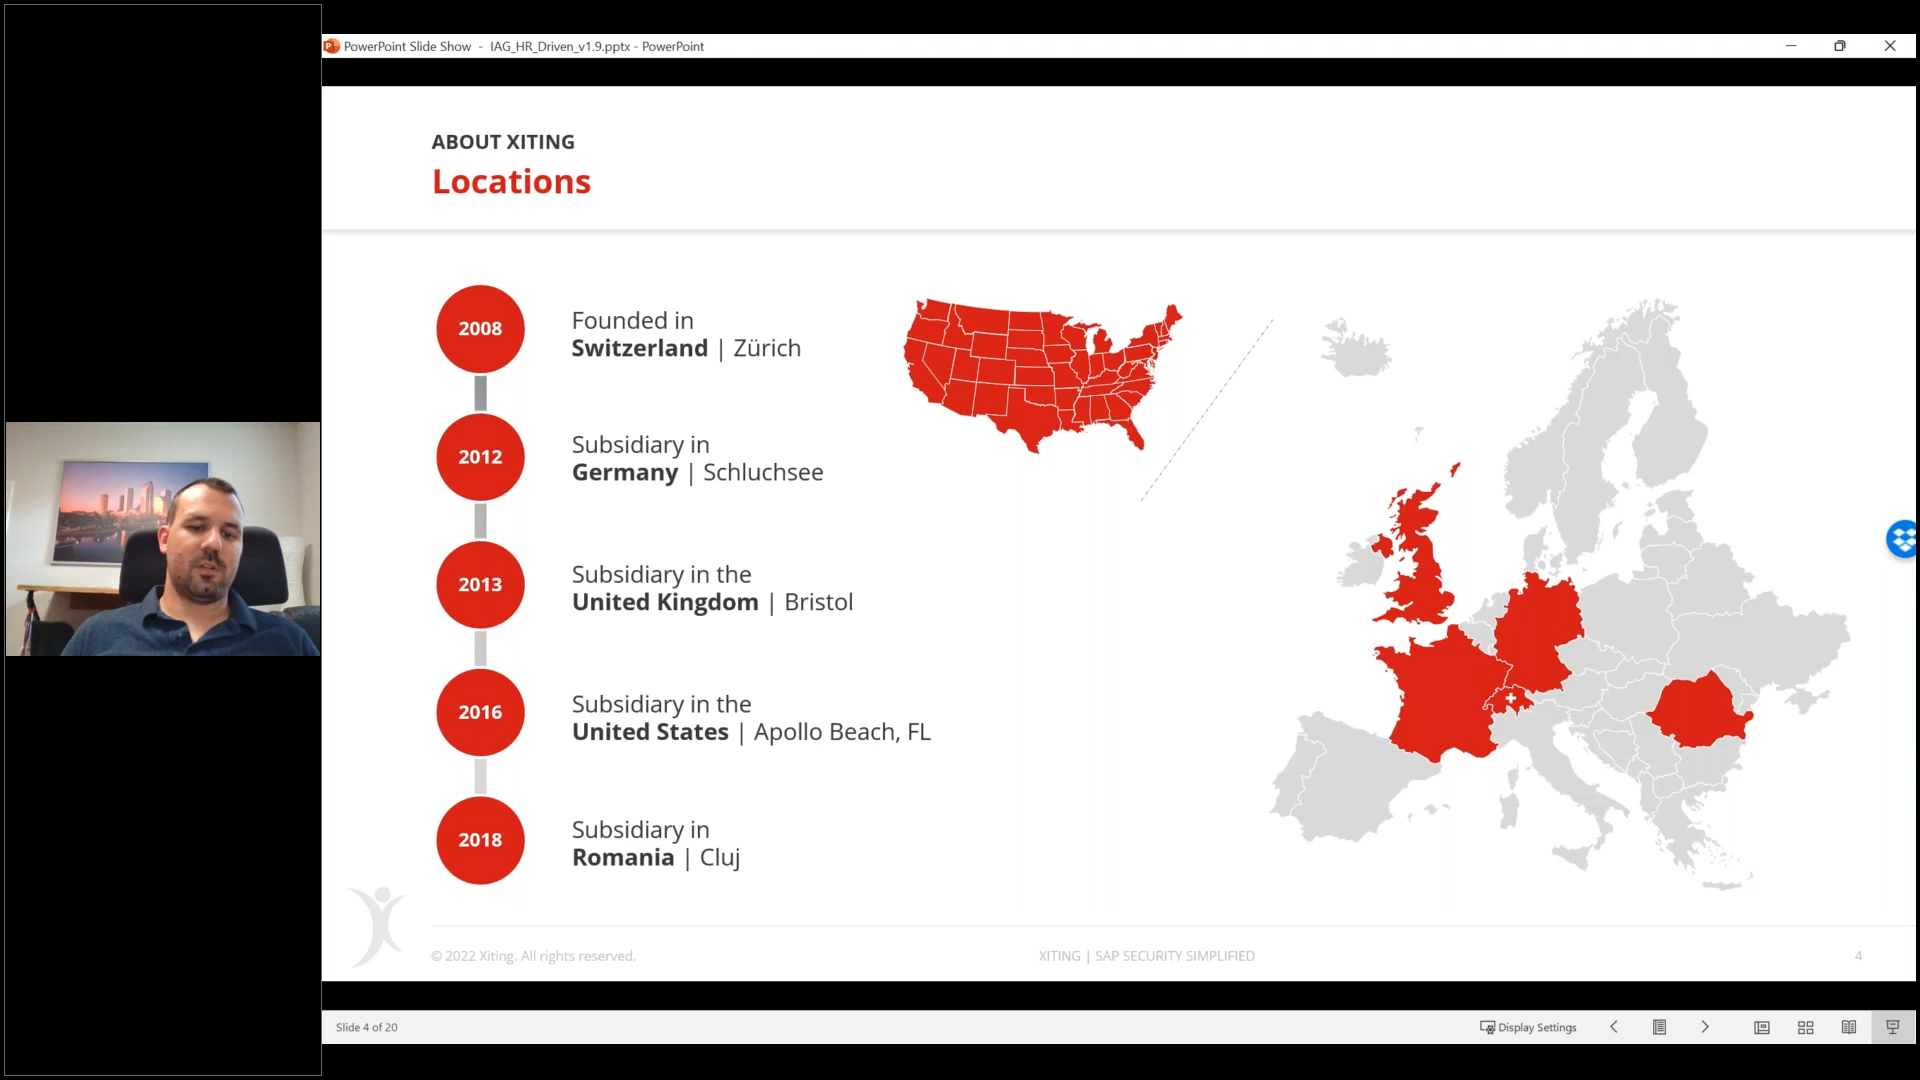 PowerPoint Slide Show - IAG_HR_Driven_v1.9.pptx - PowerPoint
ABOUT XITING
Locations
2008
Founded in
Switzerland | Zürich
2012
Subsidiary in
Germany | Schluchsee
2013
Subsidiary in the
United Kingdom | Bristol
2016
Subsidiary in the
United States | Apollo Beach, FL
2018
Subsidiary in
Romania | Cluj
© 2022 Xiting. All rights reserved.
XITING | SAP SECURITY SIMPLIFIED
4
Slide 4 of 20
Display Settings